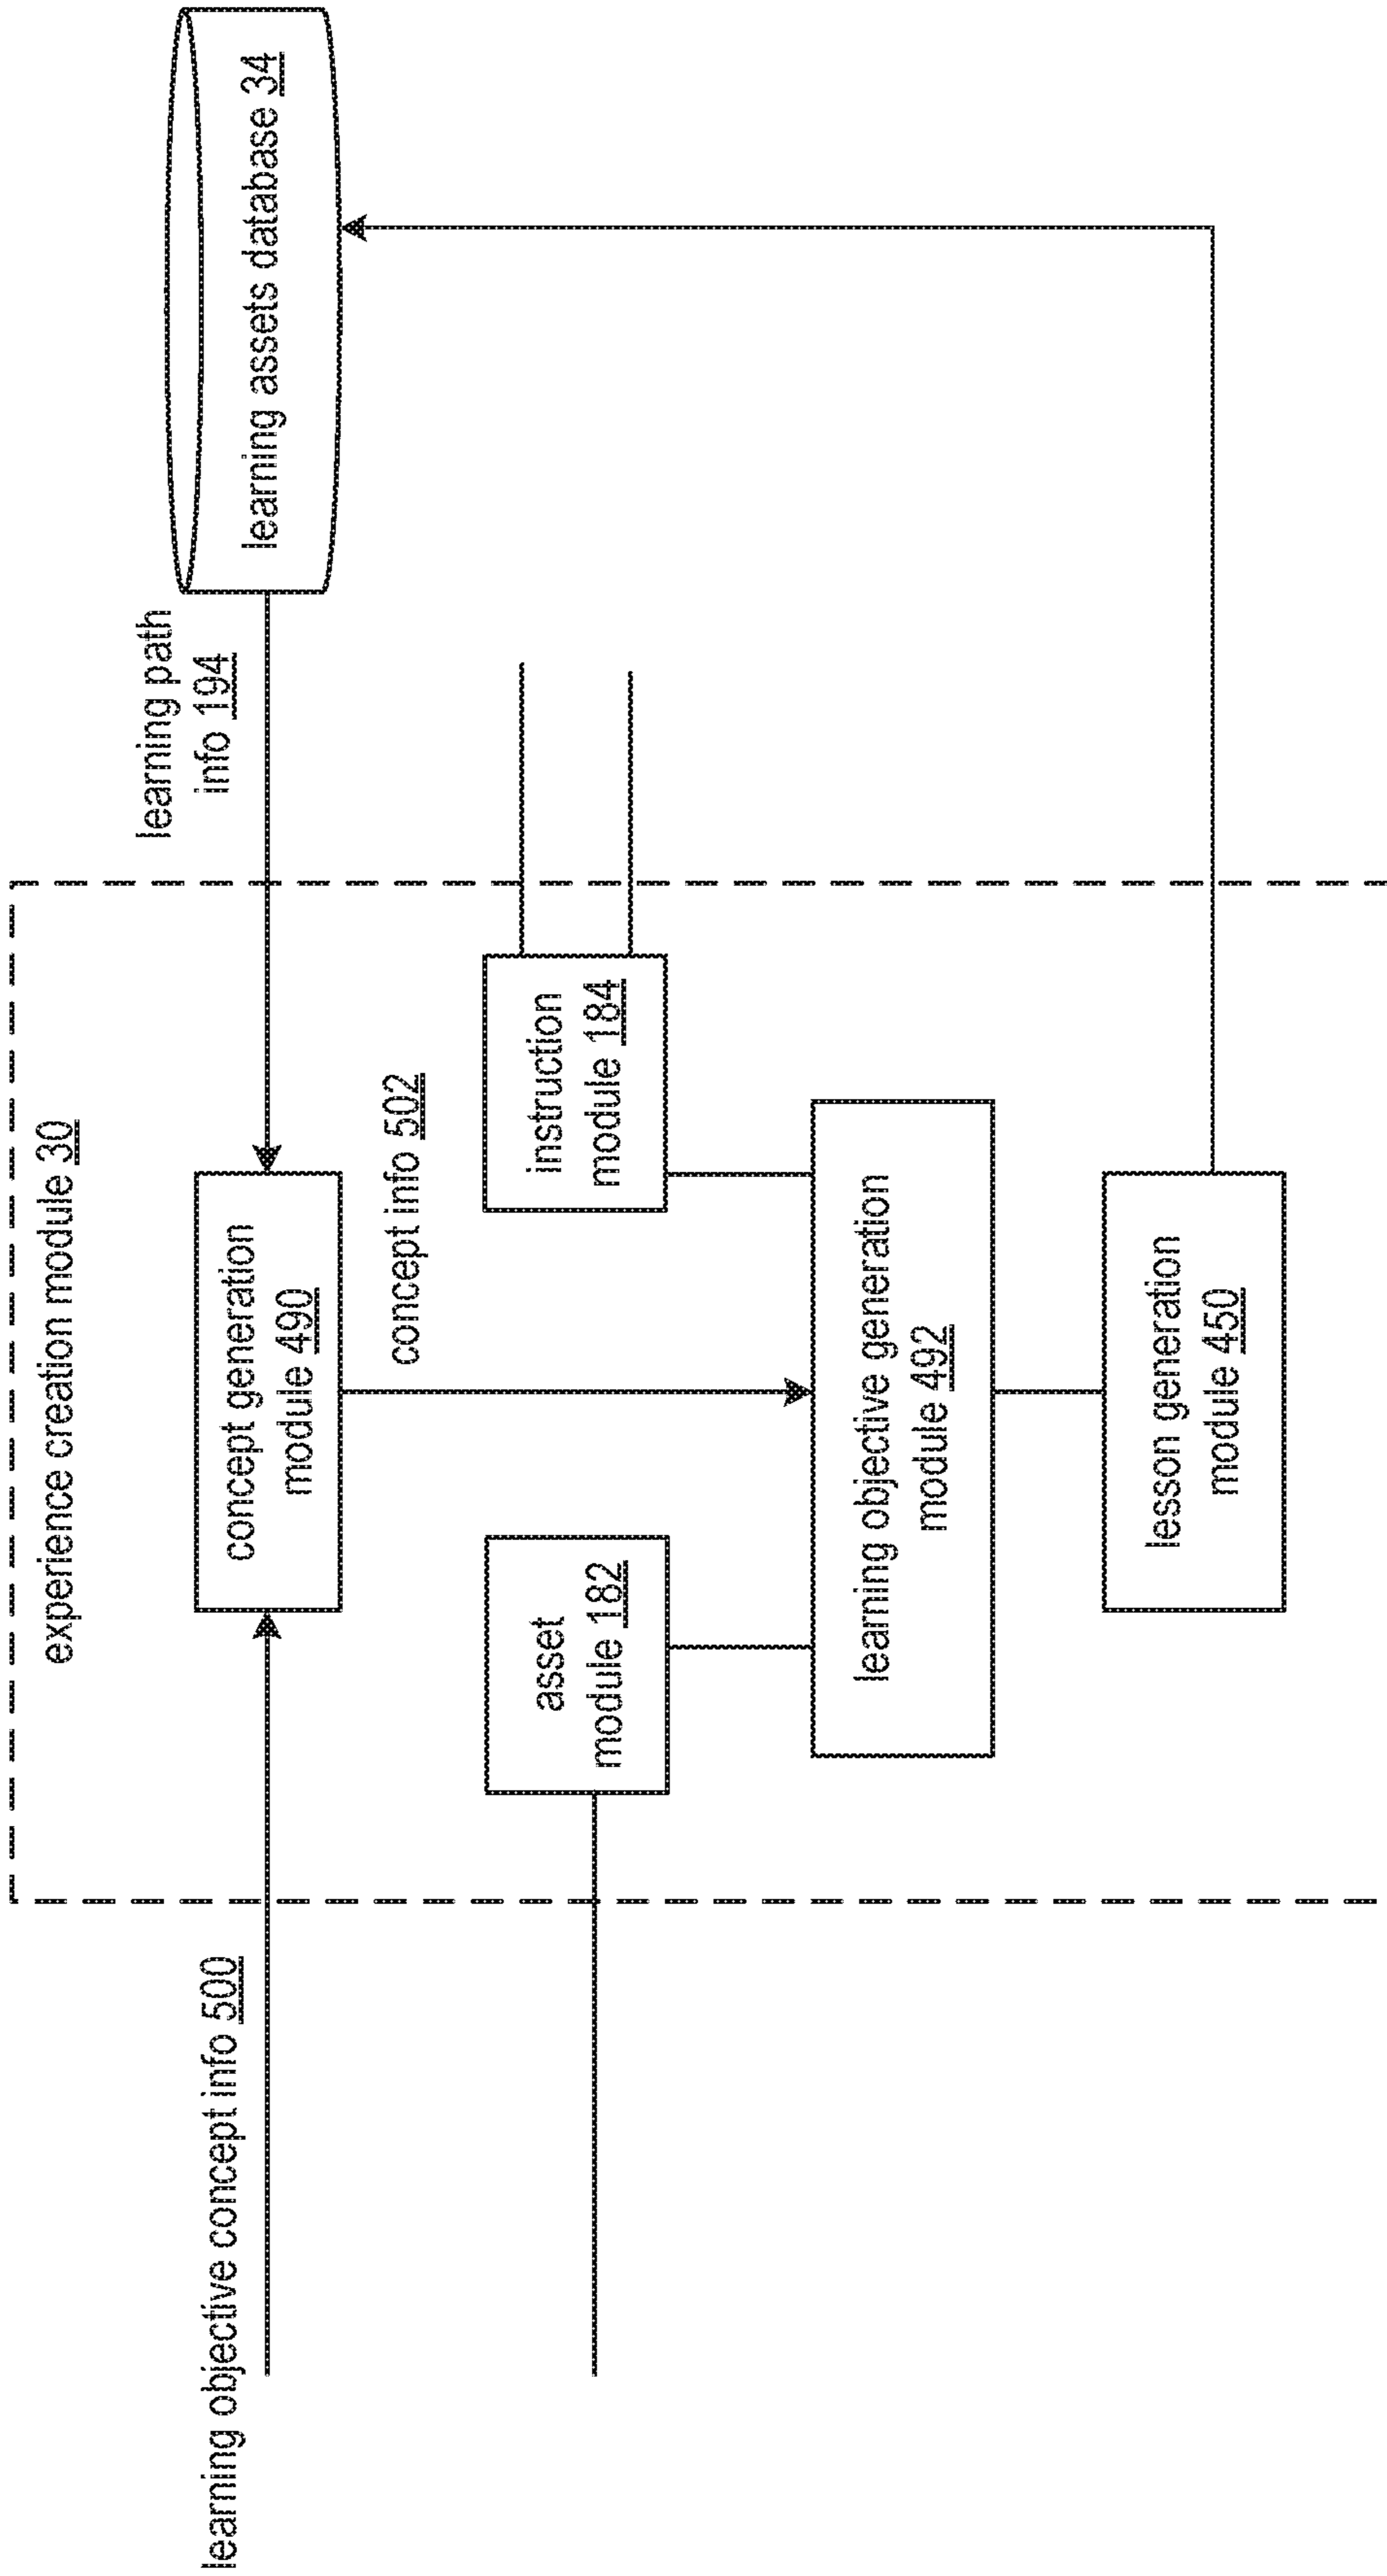 experience creation module 30
learning objective concept info 500
concept generation
module 490
learning path
info 194
learning assets database 34
concept info 502
asset
module 182
instruction
module 184
learning objective generation
module 492
lesson generation
module 450